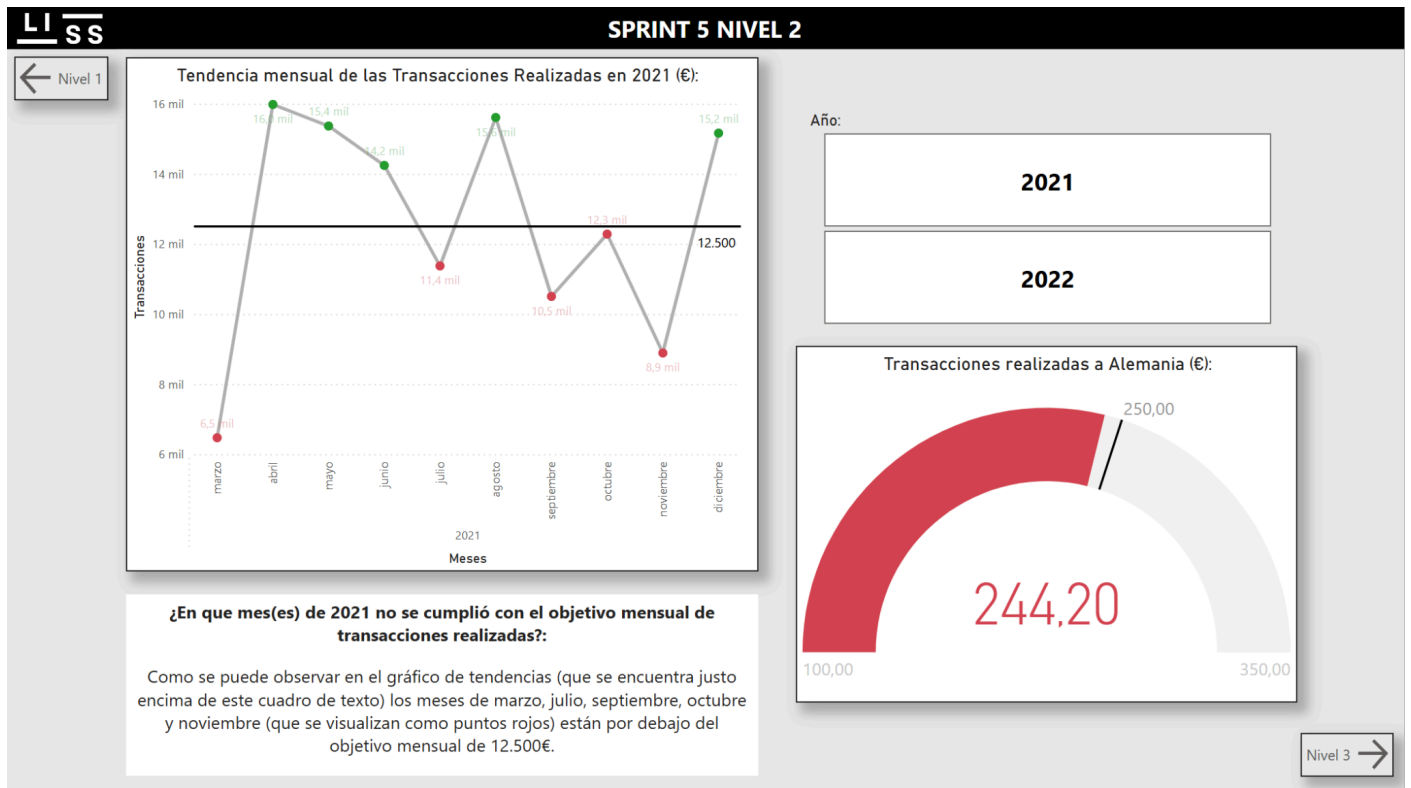 LI SS
SPRINT 5 NIVEL 2
Nivel 1
Tendencia mensual de las Transacciones Realizadas en 2021 (€):
Transacciones
16 mil
14 mil
12 mil
10 mil
8 mil
6 mil
6,5 mil
16,0 mil
15,4 mil
14,2 mil
11,4 mil
15,6 mil
10,5 mil
12,3 mil
8,9 mil
15,2 mil
12.500
marzo
abril
mayo
junio
julio
agosto
septiembre
octubre
noviembre
diciembre
2021
Meses
¿En que mes(es) de 2021 no se cumplió con el objetivo mensual de
transacciones realizadas?:
Como se puede observar en el gráfico de tendencias (que se encuentra justo
encima de este cuadro de texto) los meses de marzo, julio, septiembre, octubre
y noviembre (que se visualizan como puntos rojos) están por debajo del
objetivo mensual de 12.500€.
Año:
2021
2022
Transacciones realizadas a Alemania (€):
250,00
244,20
100,00
350,00
Nivel 3